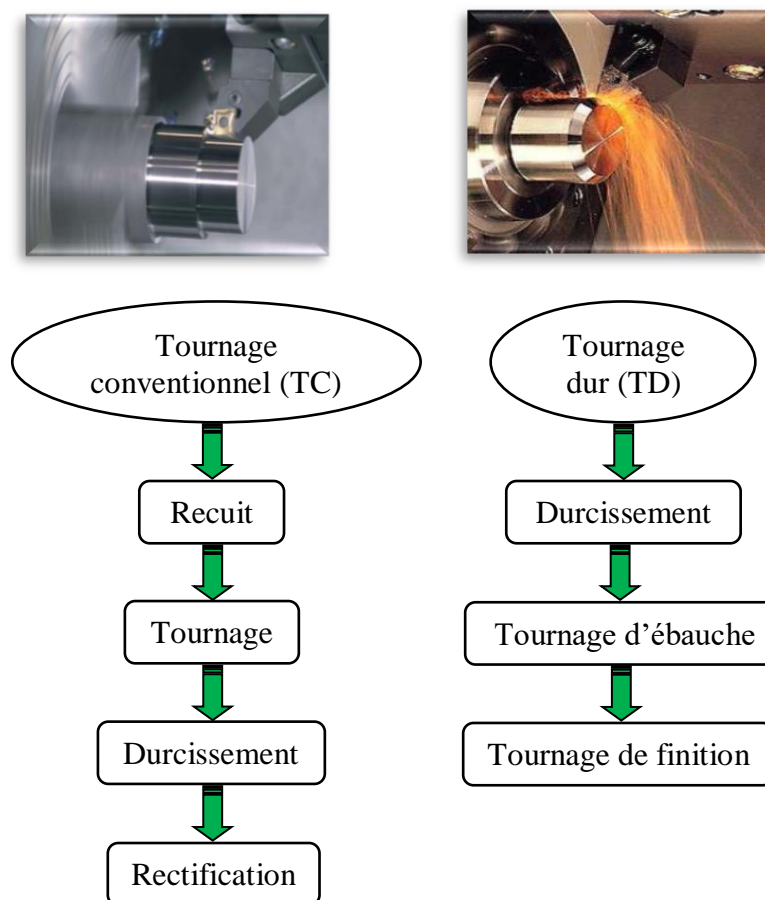 Tournage
conventionnel (TC)
Recuit
Tournage
Durcissement
Rectification
Tournage
dur (TD)
Durcissement
Tournage d'ébauche
Tournage de finition